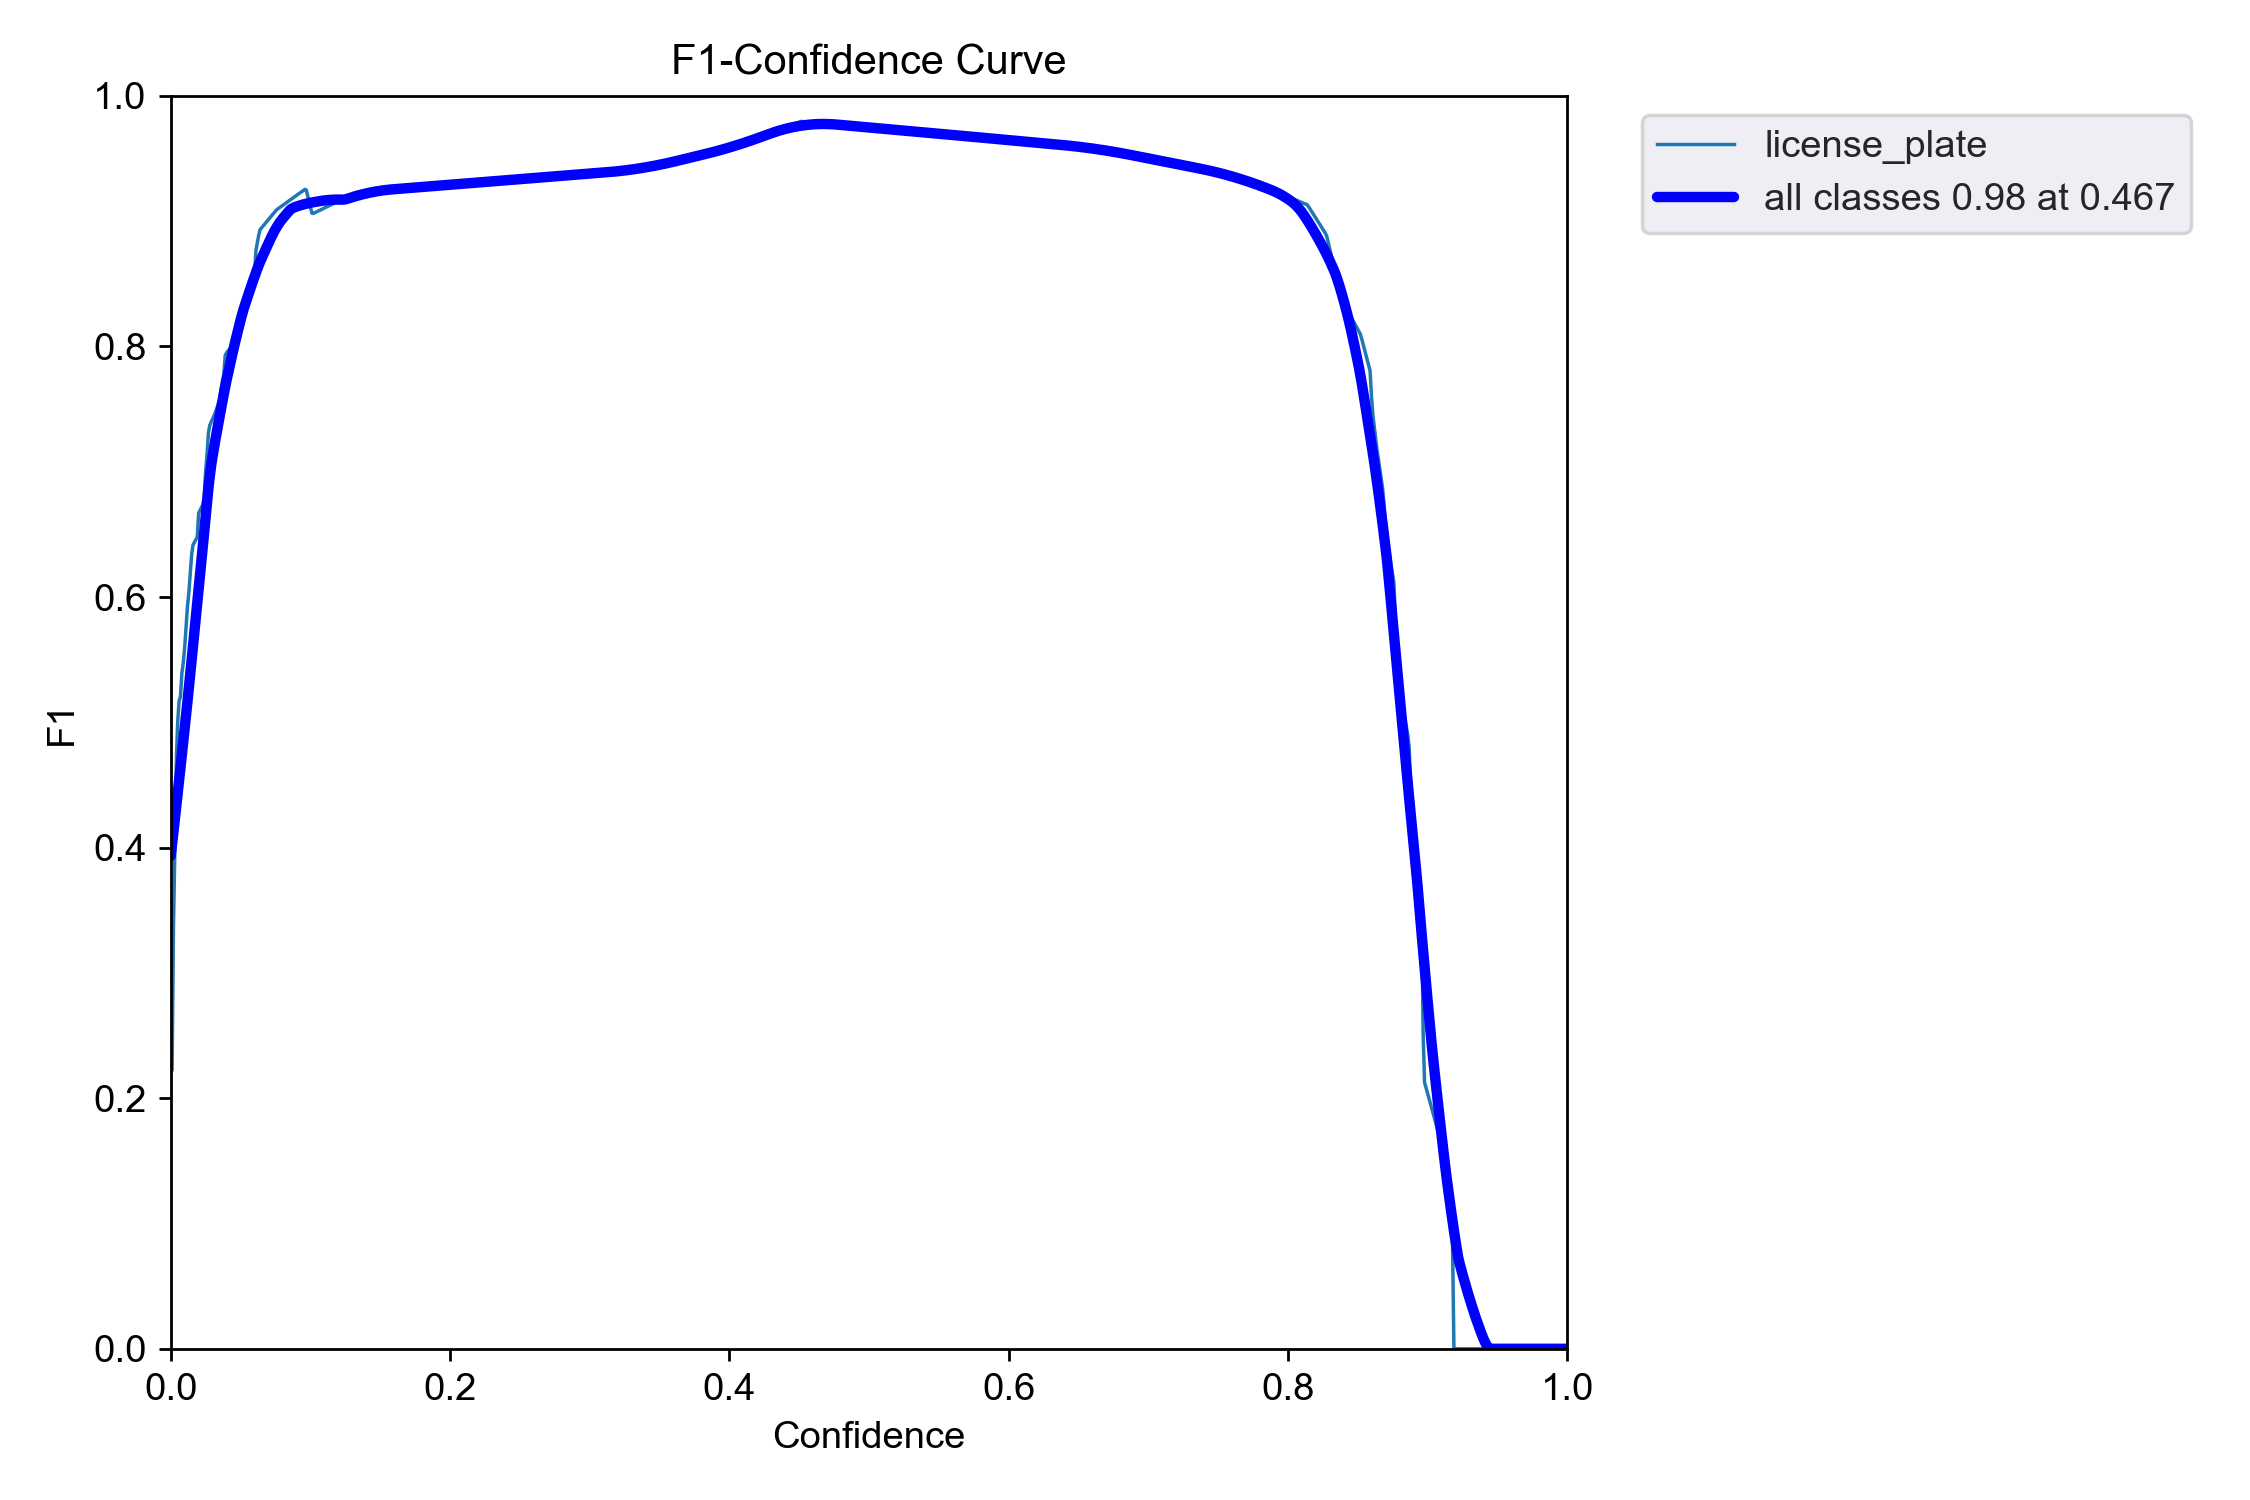 F1-Confidence Curve
1.0
0.8
0.6
0.4
0.2
0.0
F1
0.0 0.2 0.4 0.6 0.8 1.0
Confidence
license_plate
all classes 0.98 at 0.467